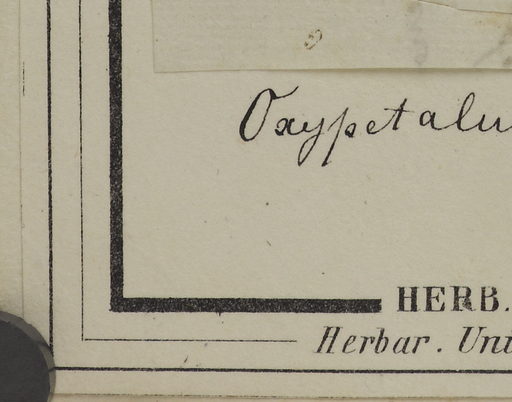 Oxypetalu
HERB.
Herbar. Uni